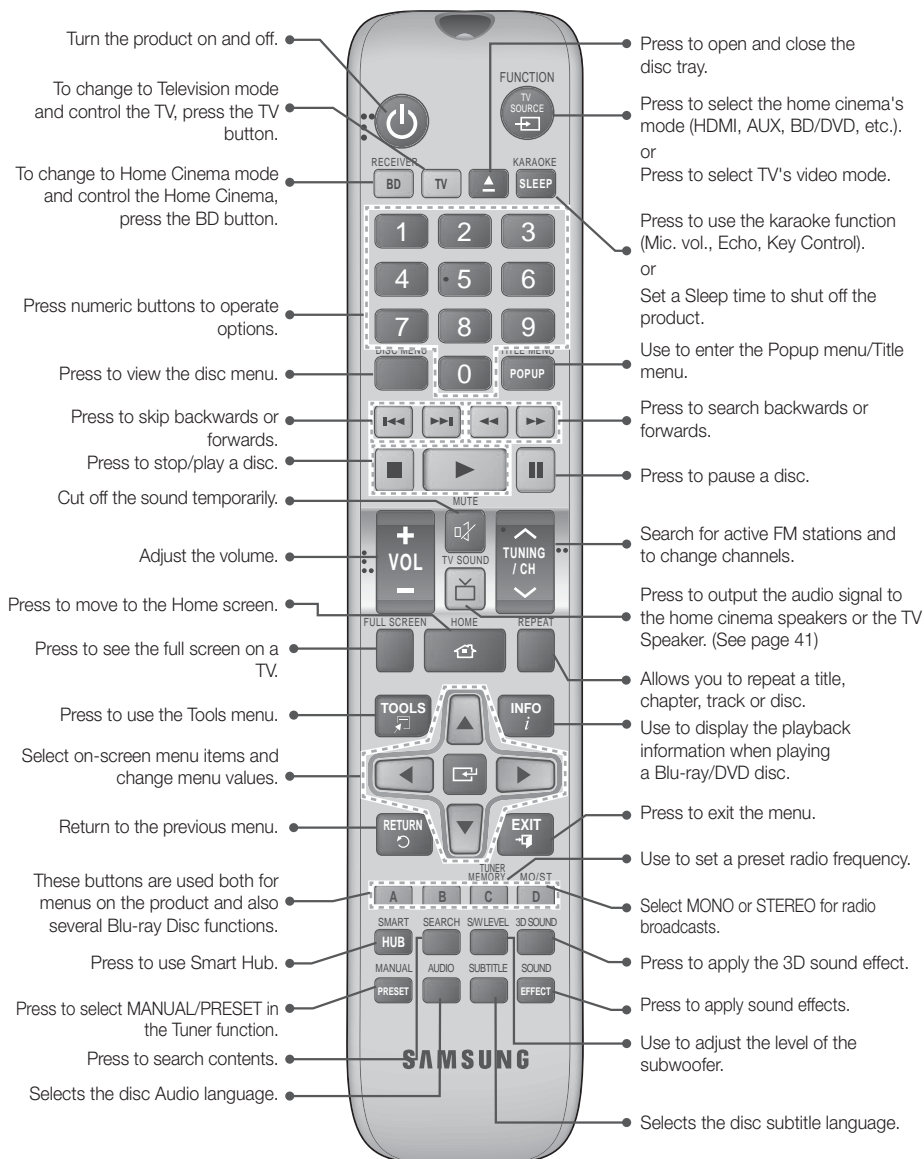 Turn the product on and off.
To change to Television mode
and control the TV, press the TV
button.
To change to Home Cinema mode
and control the Home Cinema,
press the BD button.
Press numeric buttons to operate
options.
Press to view the disc menu.
Press to skip backwards or
forwards.
Press to stop/play a disc.
Cut off the sound temporarily.
Adjust the volume.
Press to move to the Home screen.
Press to see the full screen on a
TV.
Press to use the Tools menu.
Select on-screen menu items and
change menu values.
Return to the previous menu.
These buttons are used both for
menus on the product and also
several Blu-ray Disc functions.
Press to use Smart Hub.
Press to select MANUAL/PRESET in
the Tuner function.
Press to search contents.
Selects the disc Audio language.
FUNCTION
TV
SOURCE
RECEIVER
KARAOKE
BD
TV
SLEEP
1 2 3
4 5 6
7 8 9
DISC MENU
TITLE MENU
0
POPUP
MUTE
+
VOL
−
TUNING
/ CH
TV SOUND
FULL SCREEN
HOME
REPEAT
TOOLS
INFO
i
RETURN
EXIT
TUNER
MEMORY
MO/ST
A B C D
SMART
SEARCH
S/W LEVEL
3D SOUND
HUB
MANUAL
AUDIO
SUBTITLE
SOUND
PRESET
EFFECT
SAMSUNG
Press to open and close the
disc tray.
Press to select the home cinema's
mode (HDMI, AUX, BD/DVD, etc.).
or
Press to select TV's video mode.
Press to use the karaoke function
(Mic. vol., Echo, Key Control).
or
Set a Sleep time to shut off the
product.
Use to enter the Popup menu/Title
menu.
Press to search backwards or
forwards.
Press to pause a disc.
Search for active FM stations and
to change channels.
Press to output the audio signal to
the home cinema speakers or the TV
Speaker. (See page 41)
Allows you to repeat a title,
chapter, track or disc.
Use to display the playback
information when playing
a Blu-ray/DVD disc.
Press to exit the menu.
Use to set a preset radio frequency.
Select MONO or STEREO for radio
broadcasts.
Press to apply the 3D sound effect.
Press to apply sound effects.
Use to adjust the level of the
subwoofer.
Selects the disc subtitle language.